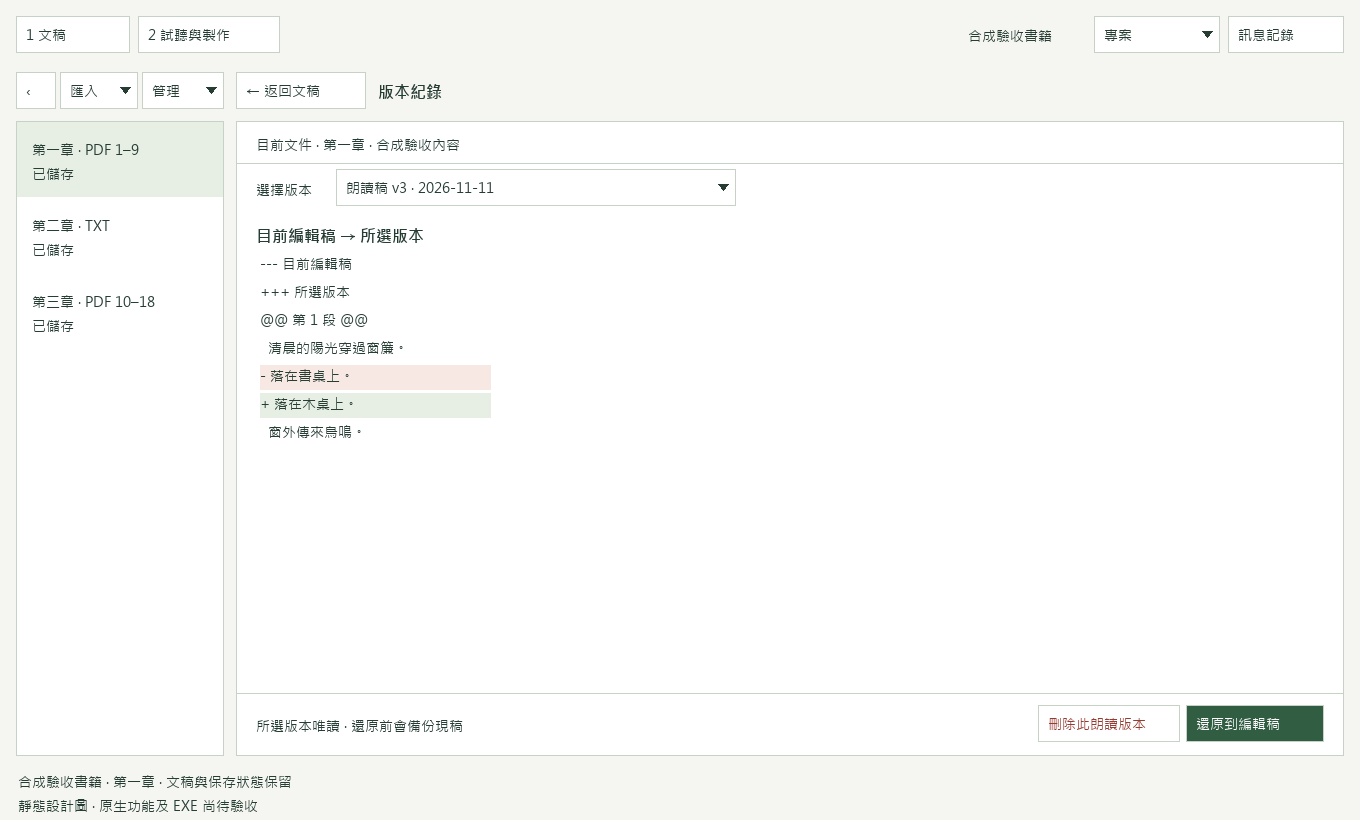 1 文稿
2 試聽與製作
合成驗收書籍
專案
訊息記錄
‹
匯入
管理
← 返回文稿
版本紀錄
第一章 · PDF 1–9
已儲存
第二章 · TXT
已儲存
第三章 · PDF 10–18
已儲存
目前文件 · 第一章 · 合成驗收內容
選擇版本
朗讀稿 v3 · 2026-11-11
目前編輯稿 → 所選版本
--- 目前編輯稿
+++ 所選版本
@@ 第 1 段 @@
清晨的陽光穿過窗簾。
- 落在書桌上。
+ 落在木桌上。
窗外傳來鳥鳴。
所選版本唯讀 · 還原前會備份現稿
刪除此朗讀版本
還原到編輯稿
合成驗收書籍 · 第一章 · 文稿與保存狀態保留
靜態設計圖 · 原生功能及 EXE 尚待驗收